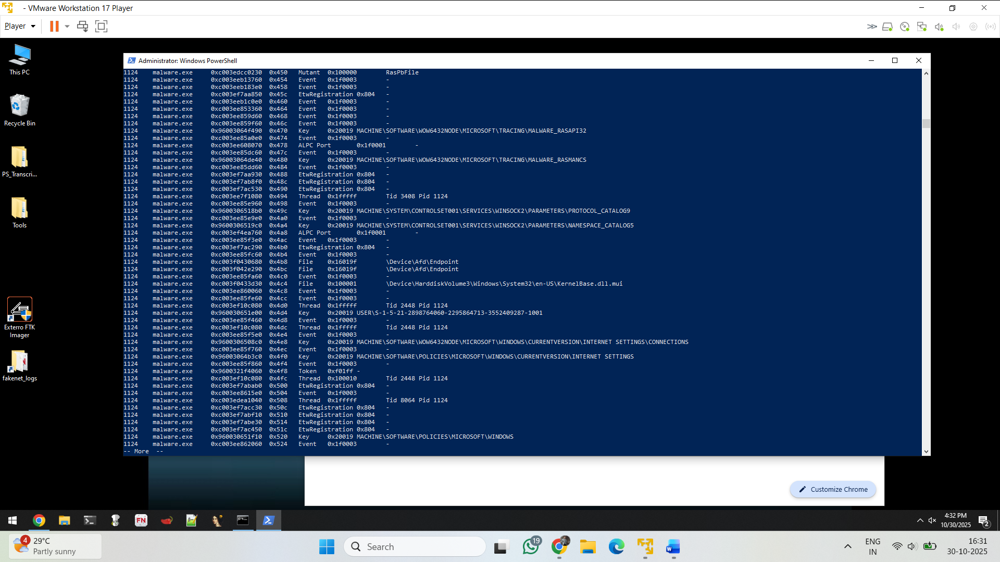 - VMware Workstation 17 Player
Player
This PC
Recycle Bin
PS_Transcri...
Tools
Exterro FTK
Imager
fakenet_logs
Administrator: Windows PowerShell
1124 malware.exe 0xc003edcc0230 0x450 Mutant 0x100000 RasPbFile
1124 malware.exe 0xc003eeb13760 0x454 Event 0x1f0003 -
1124 malware.exe 0xc003eeb183e0 0x458 Event 0x1f0003 -
1124 malware.exe 0xc003ef7aa850 0x45c EtwRegistration 0x804 -
1124 malware.exe 0xc003eeb1c0e0 0x460 Event 0x1f0003 -
1124 malware.exe 0xc003ee853360 0x464 Event 0x1f0003 -
1124 malware.exe 0xc003ee859d60 0x468 Event 0x1f0003 -
1124 malware.exe 0xc003ee859f60 0x46c Event 0x1f0003 -
1124 malware.exe 0x96003064f490 0x470 Key 0x20019 MACHINE\SOFTWARE\WOW6432NODE\MICROSOFT\TRACING\MALWARE_RASAPI32
1124 malware.exe 0xc003ee85a0e0 0x474 Event 0x1f0003 -
1124 malware.exe 0xc003ee608070 0x478 ALPC Port 0x1f0001 -
1124 malware.exe 0xc003ee85dc60 0x47c Event 0x1f0003 -
1124 malware.exe 0x96003064de40 0x480 Key 0x20019 MACHINE\SOFTWARE\WOW6432NODE\MICROSOFT\TRACING\MALWARE_RASMANCS
1124 malware.exe 0xc003ee85dd60 0x484 Event 0x1f0003 -
1124 malware.exe 0xc003ef7aa930 0x488 EtwRegistration 0x804 -
1124 malware.exe 0xc003ef7ab8f0 0x48c EtwRegistration 0x804 -
1124 malware.exe 0xc003ef7ac530 0x490 EtwRegistration 0x804 -
1124 malware.exe 0xc003ee7f1080 0x494 Thread 0x1fffff Tid 3408 Pid 1124
1124 malware.exe 0xc003ee85e960 0x498 Event 0x1f0003 -
1124 malware.exe 0x9600306518b0 0x49c Key 0x20019 MACHINE\SYSTEM\CONTROLSET001\SERVICES\WINSOCK2\PARAMETERS\PROTOCOL_CATALOG9
1124 malware.exe 0xc003ee85e9e0 0x4a0 Event 0x1f0003 -
1124 malware.exe 0x9600306519c0 0x4a4 Key 0x20019 MACHINE\SYSTEM\CONTROLSET001\SERVICES\WINSOCK2\PARAMETERS\NAMESPACE_CATALOG5
1124 malware.exe 0xc003ef4ea760 0x4a8 ALPC Port 0x1f0001 -
1124 malware.exe 0xc003ee85f3e0 0x4ac Event 0x1f0003 -
1124 malware.exe 0xc003ef7ac290 0x4b0 EtwRegistration 0x804 -
1124 malware.exe 0xc003ee85fc60 0x4b4 Event 0x1f0003 -
1124 malware.exe 0xc003f0430680 0x4b8 File 0x16019f \Device\Afd\Endpoint
1124 malware.exe 0xc003f042e290 0x4bc File 0x16019f \Device\Afd\Endpoint
1124 malware.exe 0xc003ee85fa60 0x4c0 Event 0x1f0003 -
1124 malware.exe 0xc003f0433d30 0x4c4 File 0x100001 \Device\HarddiskVolume3\Windows\System32\en-US\KernelBase.dll.mui
1124 malware.exe 0xc003ee860060 0x4c8 Event 0x1f0003 -
1124 malware.exe 0xc003ee85fe60 0x4cc Event 0x1f0003 -
1124 malware.exe 0xc003ef10c080 0x4d0 Thread 0x1fffff Tid 2448 Pid 1124
1124 malware.exe 0x960030651e00 0x4d4 Key 0x20019 USER\S-1-5-21-2898764060-2295864713-3552409287-1001
1124 malware.exe 0xc003ee85f460 0x4d8 Event 0x1f0003 -
1124 malware.exe 0xc003ef10c080 0x4dc Thread 0x1fffff Tid 2448 Pid 1124
1124 malware.exe 0xc003ee85f5e0 0x4e4 Event 0x1f0003 -
1124 malware.exe 0x9600306508c0 0x4e8 Key 0x20019 MACHINE\SOFTWARE\WOW6432NODE\MICROSOFT\WINDOWS\CURRENTVERSION\INTERNET SETTINGS\CONNECTIONS
1124 malware.exe 0xc003ee85f760 0x4ec Event 0x1f0003 -
1124 malware.exe 0x96003064b3c0 0x4f0 Key 0x20019 MACHINE\SOFTWARE\POLICIES\MICROSOFT\WINDOWS\CURRENTVERSION\INTERNET SETTINGS
1124 malware.exe 0xc003ee85f860 0x4f4 Event 0x1f0003 -
1124 malware.exe 0x9600321f4060 0x4f8 Token 0xf01ff -
1124 malware.exe 0xc003ef10c080 0x4fc Thread 0x100010 Tid 2448 Pid 1124
1124 malware.exe 0xc003ef7abab0 0x500 EtwRegistration 0x804 -
1124 malware.exe 0xc003ee8615e0 0x504 Event 0x1f0003 -
1124 malware.exe 0xc003edea1040 0x508 Thread 0x1fffff Tid 8064 Pid 1124
1124 malware.exe 0xc003ef7acc30 0x50c EtwRegistration 0x804 -
1124 malware.exe 0xc003ef7abf10 0x510 EtwRegistration 0x804 -
1124 malware.exe 0xc003ef7abe30 0x514 EtwRegistration 0x804 -
1124 malware.exe 0xc003ef7ac450 0x51c EtwRegistration 0x804 -
1124 malware.exe 0x960030651f10 0x520 Key 0x20019 MACHINE\SOFTWARE\POLICIES\MICROSOFT\WINDOWS
1124 malware.exe 0xc003ee862060 0x524 Event 0x1f0003 -
-- More --
Customize Chrome
FN
4:32 PM
10/30/2025
2
4
29°C
Partly sunny
Search
19
W
ENG
IN
16:31
30-10-2025